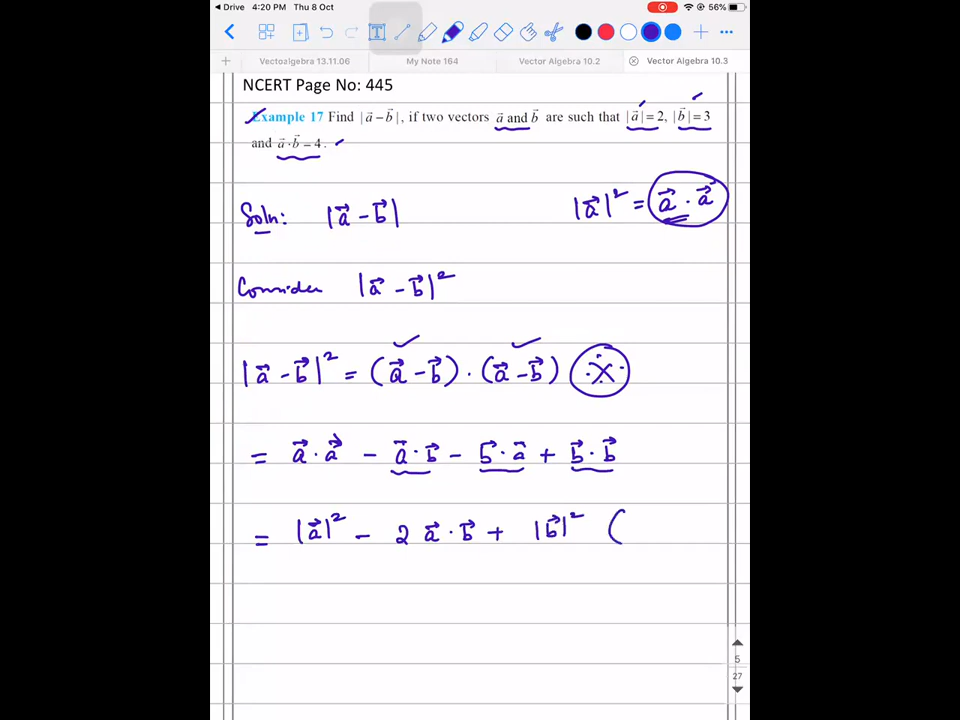 Drive 4:20 PM Thu 8 Oct 56%
Vectoalgebra 13.11.06 My Note 164 Vector Algebra 10.2 Vector Algebra 10.3
NCERT Page No: 445
Example 17 Find |a⃗ − b⃗|, if two vectors a⃗ and b⃗ are such that |a⃗| = 2, |b⃗| = 3
and a⃗ · b⃗ = 4.
Soln: |a⃗ − b⃗| |a⃗|² = a⃗ · a⃗
Consider |a⃗ − b⃗|²
|a⃗ − b⃗|² = (a⃗ − b⃗) · (a⃗ − b⃗) ·X·
= a⃗ · a⃗ − a⃗ · b⃗ − b⃗ · a⃗ + b⃗ · b⃗
= |a⃗|² − 2 a⃗ · b⃗ + |b⃗|² (
5
27